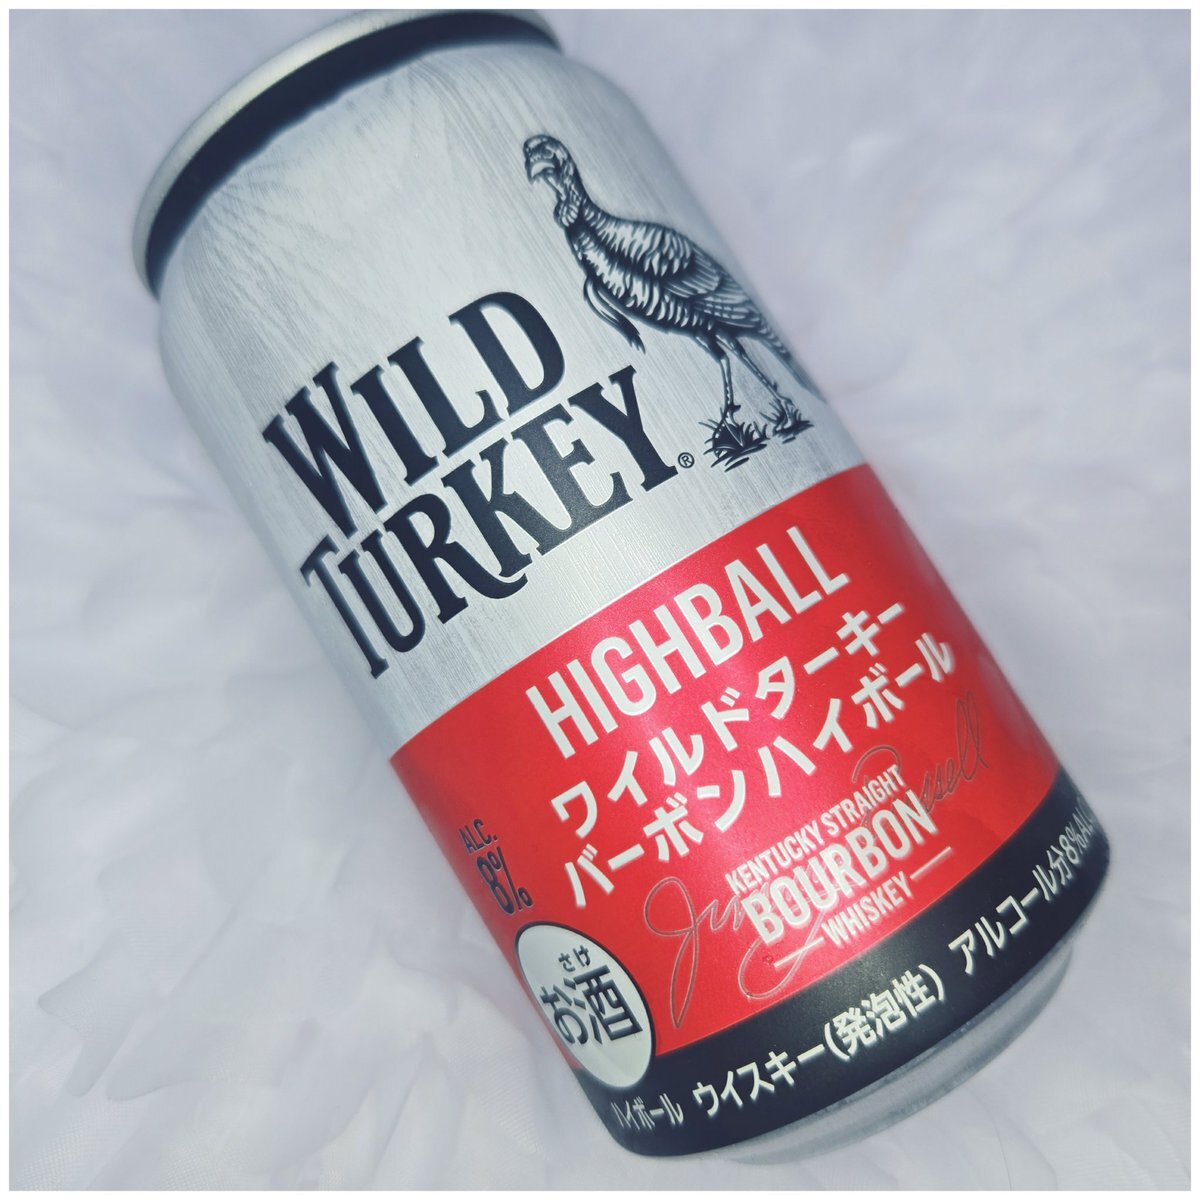 WILD
TURKEY®
HIGHBALL
ワイルドターキー
バーボンハイボール
KENTUCKY STRAIGHT
BOURBON
WHISKEY
ALC.
8%
さけ
お酒
ハイボール ウイスキー(発泡性) アルコール分8%